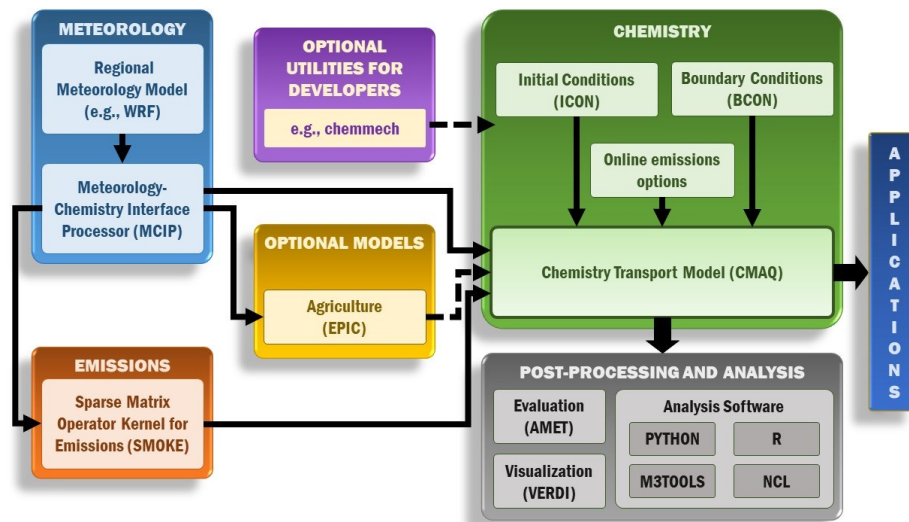 METEOROLOGY
Regional
Meteorology Model
(e.g., WRF)
Meteorology-
Chemistry Interface
Processor (MCIP)
OPTIONAL
UTILITIES FOR
DEVELOPERS
e.g., chemmech
OPTIONAL MODELS
Agriculture
(EPIC)
EMISSIONS
Sparse Matrix
Operator Kernel for
Emissions (SMOKE)
CHEMISTRY
Initial Conditions
(ICON)
Boundary Conditions
(BCON)
Online emissions
options
Chemistry Transport Model (CMAQ)
POST-PROCESSING AND ANALYSIS
Evaluation
(AMET)
Visualization
(VERDI)
Analysis Software
PYTHON
R
M3TOOLS
NCL
APPLICATIONS